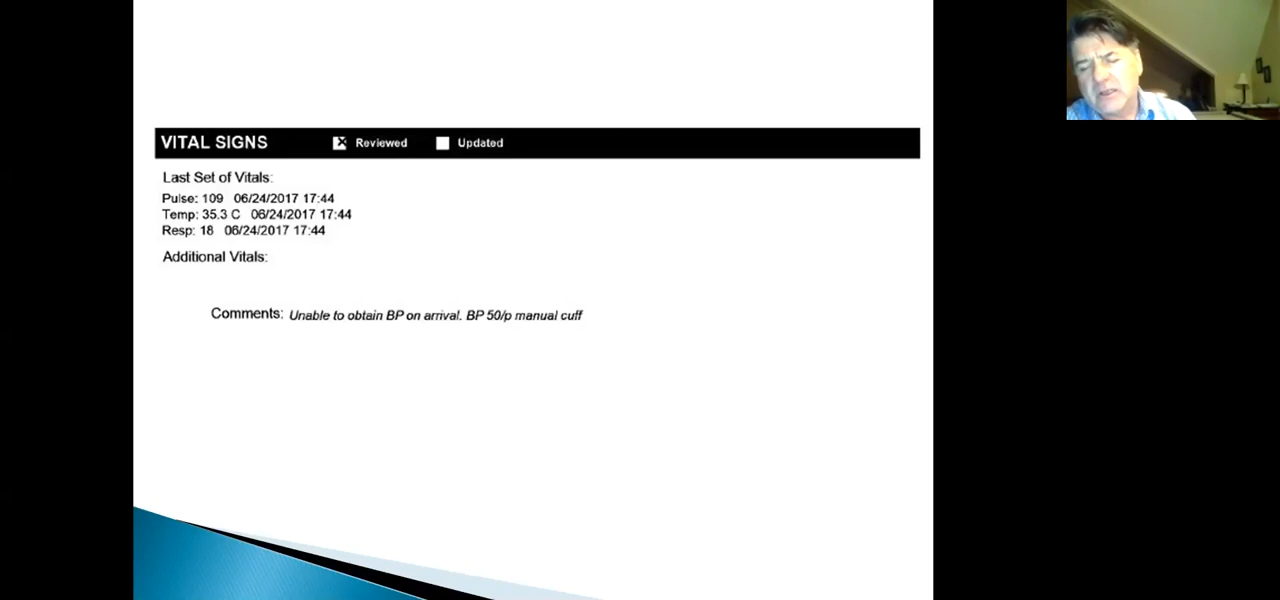 VITAL SIGNS Reviewed Updated
Last Set of Vitals:
Pulse: 109 06/24/2017 17:44
Temp: 35.3 C 06/24/2017 17:44
Resp: 18 06/24/2017 17:44
Additional Vitals:
Comments: Unable to obtain BP on arrival. BP 50/p manual cuff